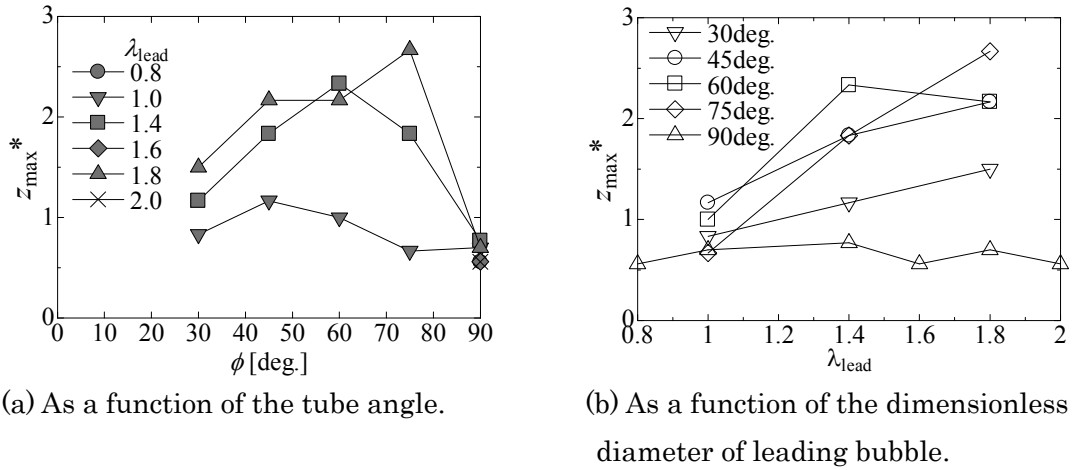 3
2
1
0
z_max*
λ_lead
0.8
1.0
1.4
1.6
1.8
2.0
0 10 20 30 40 50 60 70 80 90
ϕ [deg.]
(a) As a function of the tube angle.
3
2
1
0
z_max*
30deg.
45deg.
60deg.
75deg.
90deg.
0.8 1 1.2 1.4 1.6 1.8 2
λ_lead
(b) As a function of the dimensionless
diameter of leading bubble.